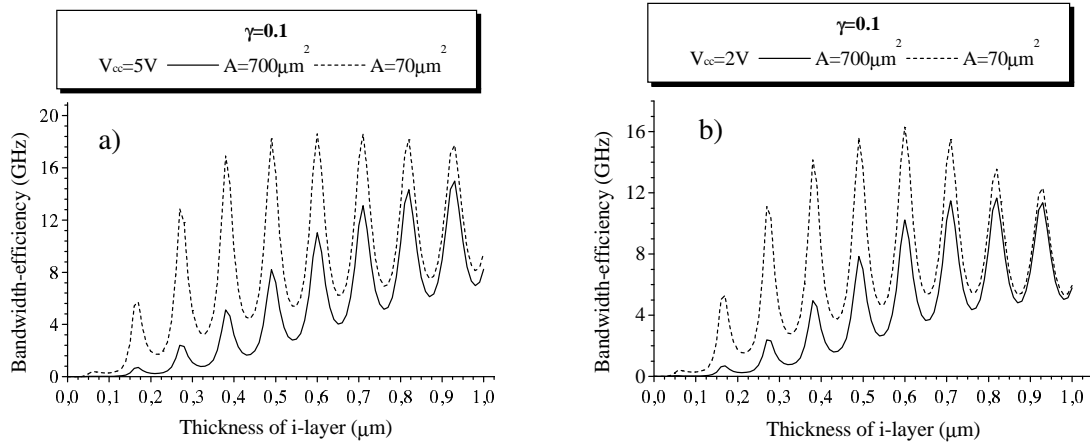 γ=0.1
Vcc=5V A=700μm² A=70μm²
a)
Bandwidth-efficiency (GHz)
20
16
12
8
4
0
0,0 0,1 0,2 0,3 0,4 0,5 0,6 0,7 0,8 0,9 1,0
Thickness of i-layer (μm)
γ=0.1
Vcc=2V A=700μm² A=70μm²
b)
Bandwidth-efficiency (GHz)
16
12
8
4
0
0,0 0,1 0,2 0,3 0,4 0,5 0,6 0,7 0,8 0,9 1,0
Thickness of i-layer (μm)